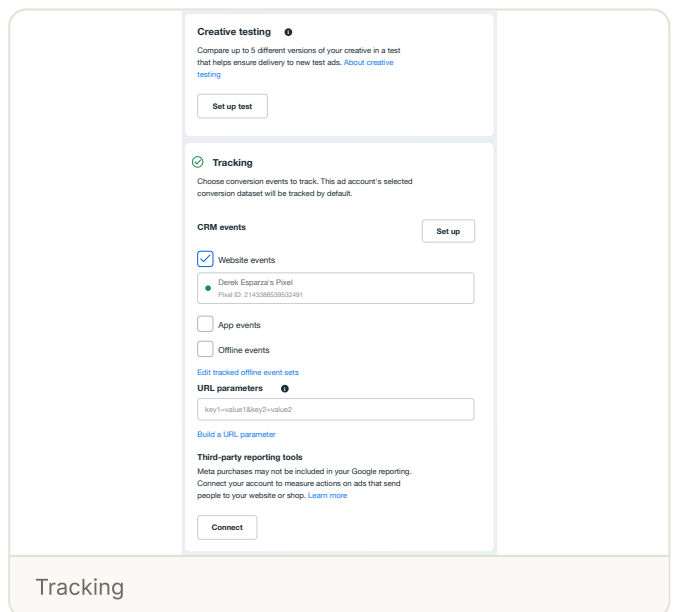 Creative testing
Compare up to 5 different versions of your creative in a test
that helps ensure delivery to new test ads. About creative
testing
Set up test
Tracking
Choose conversion events to track. This ad account's selected
conversion dataset will be tracked by default.
CRM events
Set up
Website events
Derek Esparza's Pixel
Pixel ID: 2143386539532491
App events
Offline events
Edit tracked offline event sets
URL parameters
key1=value1&key2=value2
Build a URL parameter
Third-party reporting tools
Meta purchases may not be included in your Google reporting.
Connect your account to measure actions on ads that send
people to your website or shop. Learn more
Connect
Tracking